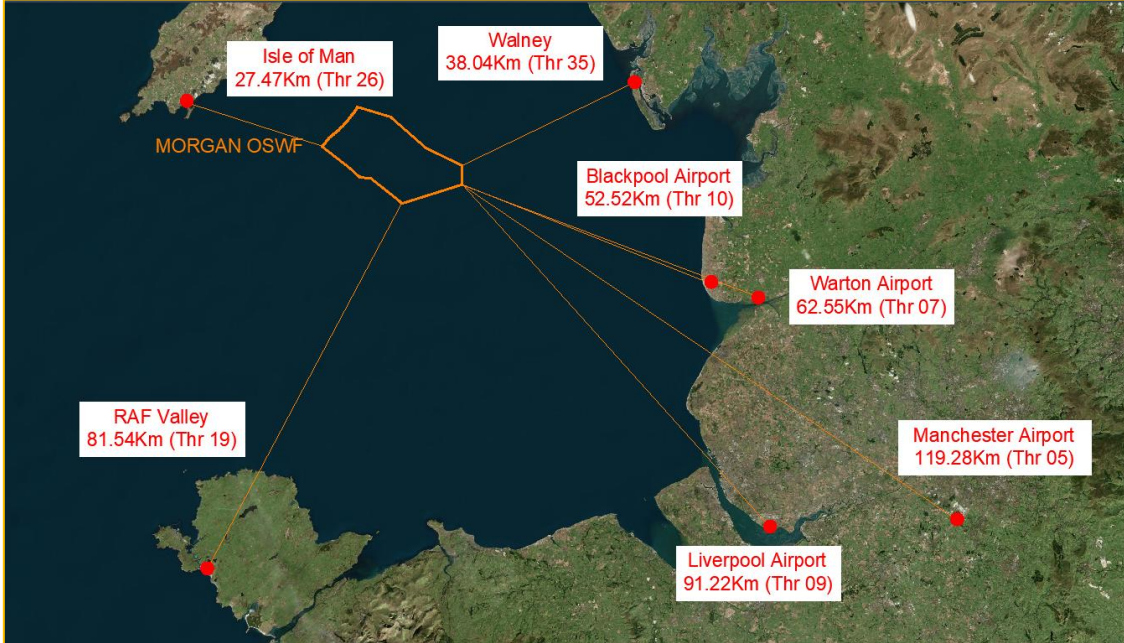 Isle of Man
27.47Km (Thr 26)
Walney
38.04Km (Thr 35)
MORGAN OSWF
Blackpool Airport
52.52Km (Thr 10)
Warton Airport
62.55Km (Thr 07)
RAF Valley
81.54Km (Thr 19)
Manchester Airport
119.28Km (Thr 05)
Liverpool Airport
91.22Km (Thr 09)